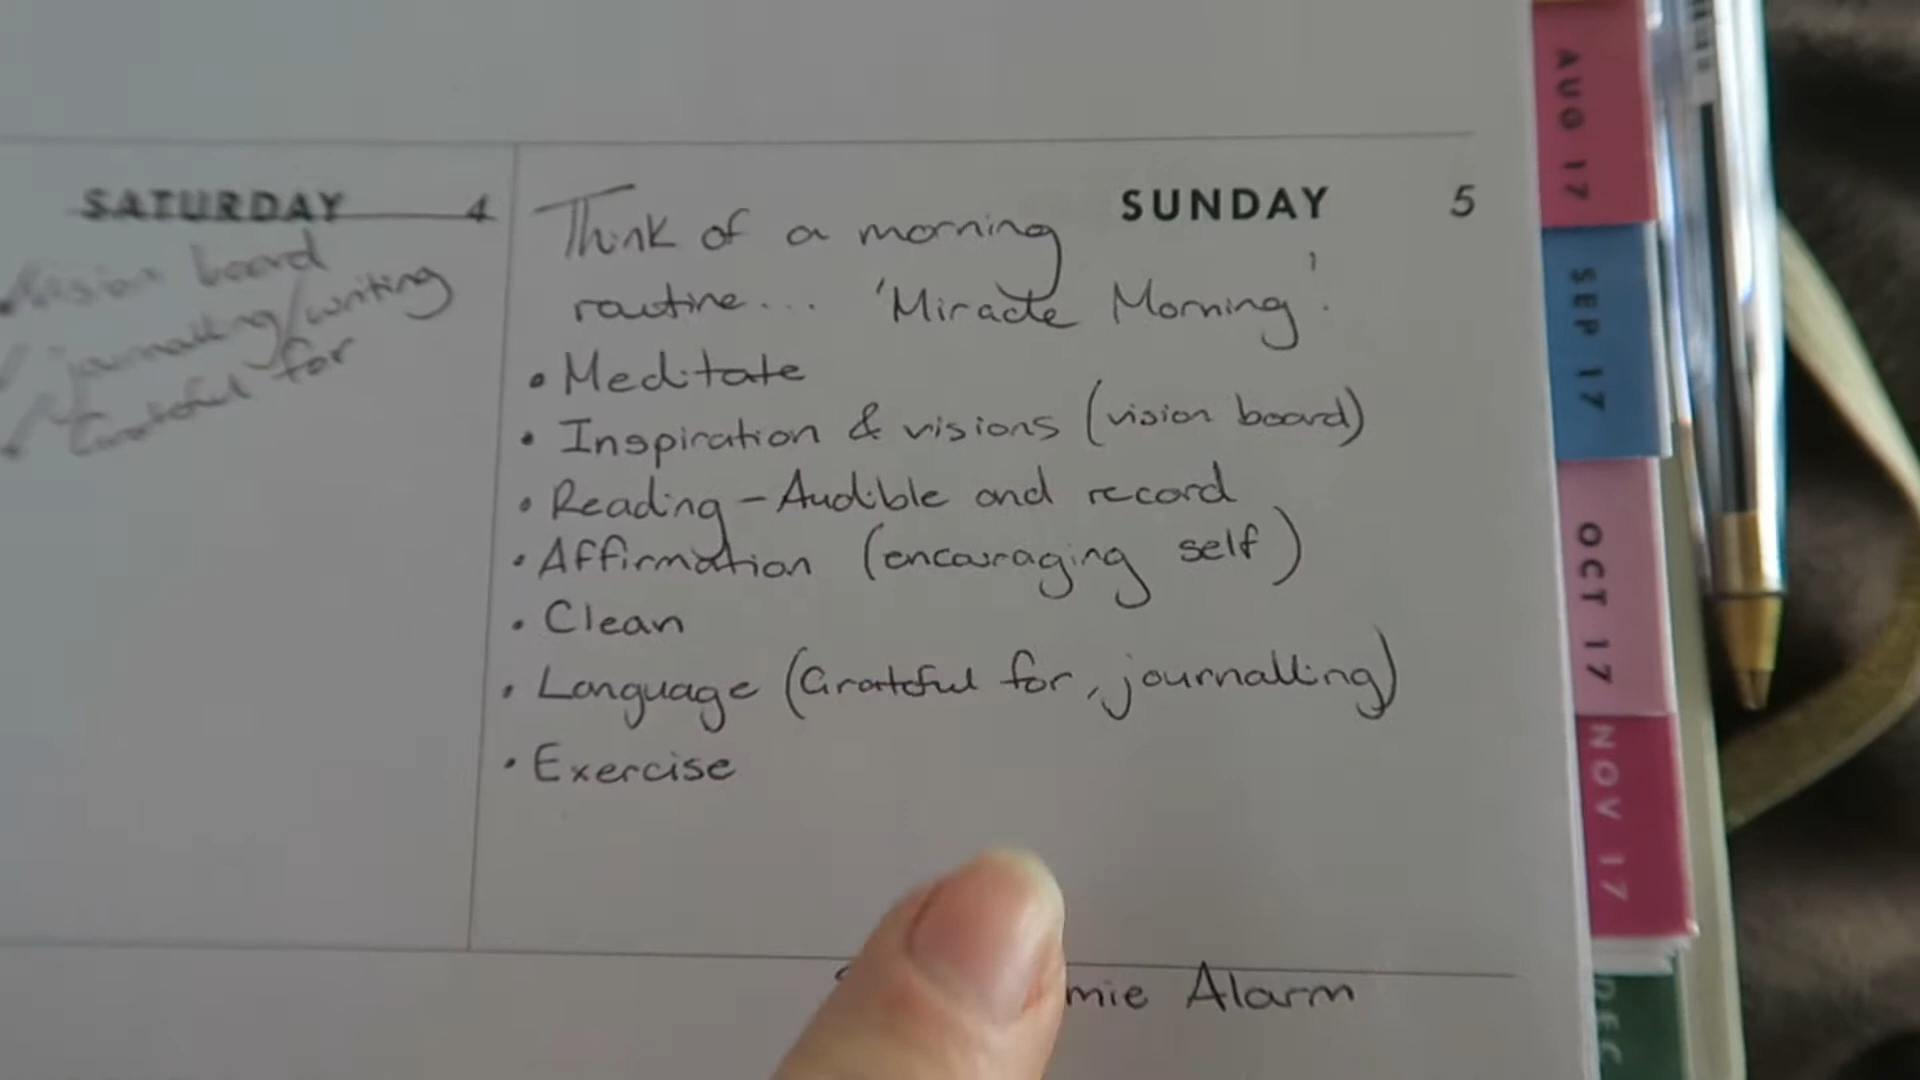 SATURDAY 4
Vision board
journalling/writing
Grateful for
SUNDAY 5
Think of a morning
routine... 'Miracle Morning'.
• Meditate
• Inspiration & visions (vision board)
• Reading - Audible and record
• Affirmation (encouraging self)
• Clean
• Language (Grateful for, journalling)
• Exercise
Alarm
AUG 17
SEP 17
OCT 17
NOV 17
DEC